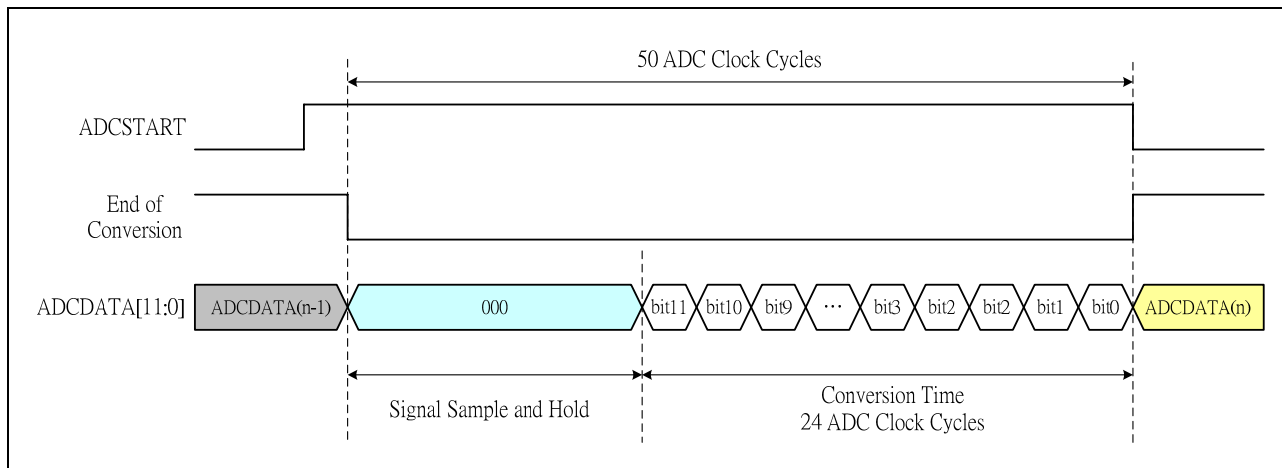 50 ADC Clock Cycles
ADCSTART
End of
Conversion
ADCDATA[11:0]
ADCDATA(n-1)
000
bit11
bit10
bit9
...
bit3
bit2
bit2
bit1
bit0
ADCDATA(n)
Signal Sample and Hold
Conversion Time
24 ADC Clock Cycles